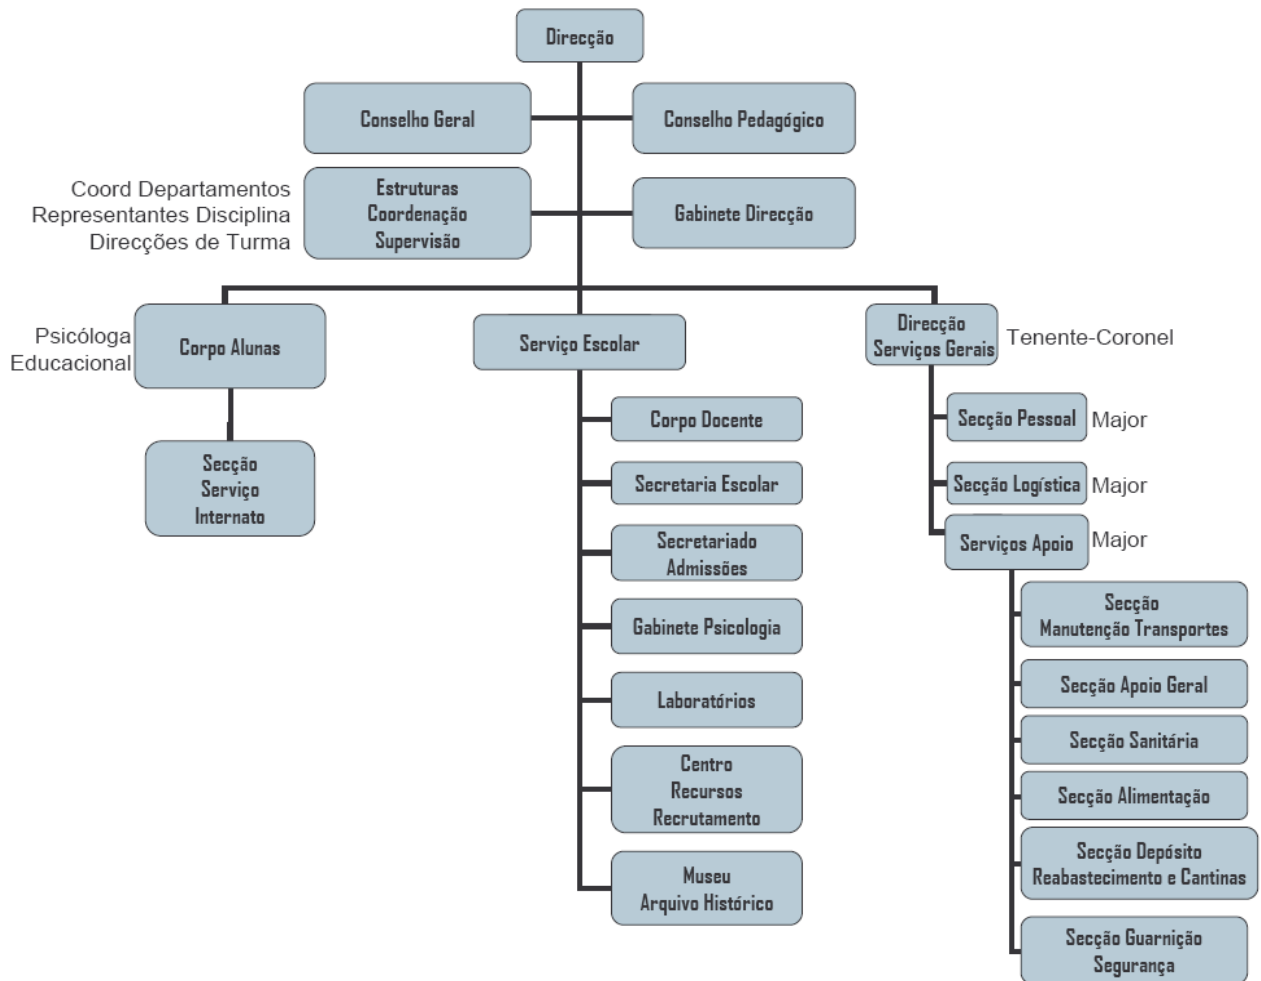 Direcção
Conselho Geral
Conselho Pedagógico
Coord Departamentos
Representantes Disciplina
Direcções de Turma
Estruturas
Coordenação
Supervisão
Gabinete Direcção
Psicóloga
Educacional
Corpo Alunas
Secção
Serviço
Internato
Serviço Escolar
Corpo Docente
Secretaria Escolar
Secretariado
Admissões
Gabinete Psicologia
Laboratórios
Centro
Recursos
Recrutamento
Museu
Arquivo Histórico
Direcção
Serviços Gerais
Tenente-Coronel
Secção Pessoal
Major
Secção Logística
Major
Serviços Apoio
Major
Secção
Manutenção Transportes
Secção Apoio Geral
Secção Sanitária
Secção Alimentação
Secção Depósito
Reabastecimento e Cantinas
Secção Guarnição
Segurança